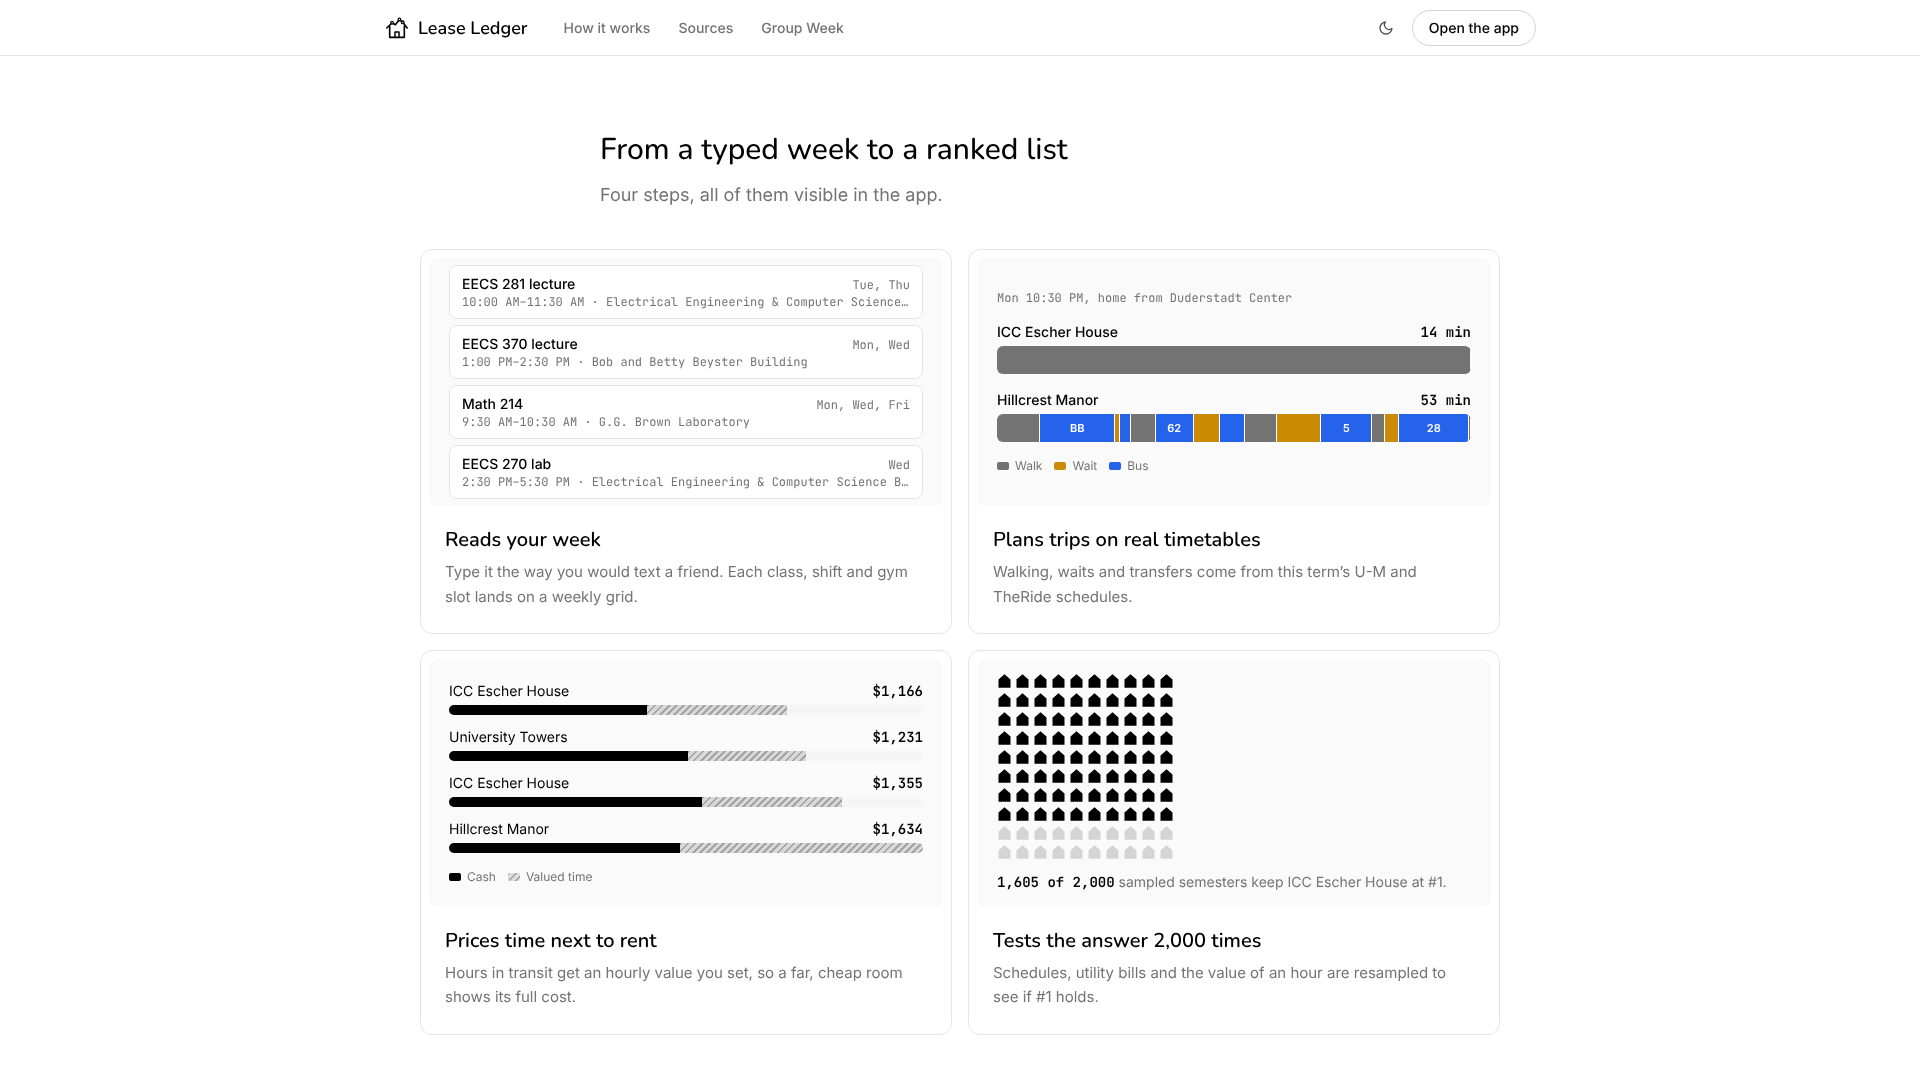 Lease Ledger
How it works
Sources
Group Week
Open the app
From a typed week to a ranked list
Four steps, all of them visible in the app.
EECS 281 lecture
Tue, Thu
10:00 AM–11:30 AM · Electrical Engineering & Computer Science…
EECS 370 lecture
Mon, Wed
1:00 PM–2:30 PM · Bob and Betty Beyster Building
Math 214
Mon, Wed, Fri
9:30 AM–10:30 AM · G.G. Brown Laboratory
EECS 270 lab
Wed
2:30 PM–5:30 PM · Electrical Engineering & Computer Science B…
Reads your week
Type it the way you would text a friend. Each class, shift and gym
slot lands on a weekly grid.
Mon 10:30 PM, home from Duderstadt Center
ICC Escher House
14 min
Hillcrest Manor
53 min
BB
62
5
28
Walk
Wait
Bus
Plans trips on real timetables
Walking, waits and transfers come from this term’s U-M and
TheRide schedules.
ICC Escher House
$1,166
University Towers
$1,231
ICC Escher House
$1,355
Hillcrest Manor
$1,634
Cash
Valued time
Prices time next to rent
Hours in transit get an hourly value you set, so a far, cheap room
shows its full cost.
1,605 of 2,000 sampled semesters keep ICC Escher House at #1.
Tests the answer 2,000 times
Schedules, utility bills and the value of an hour are resampled to
see if #1 holds.